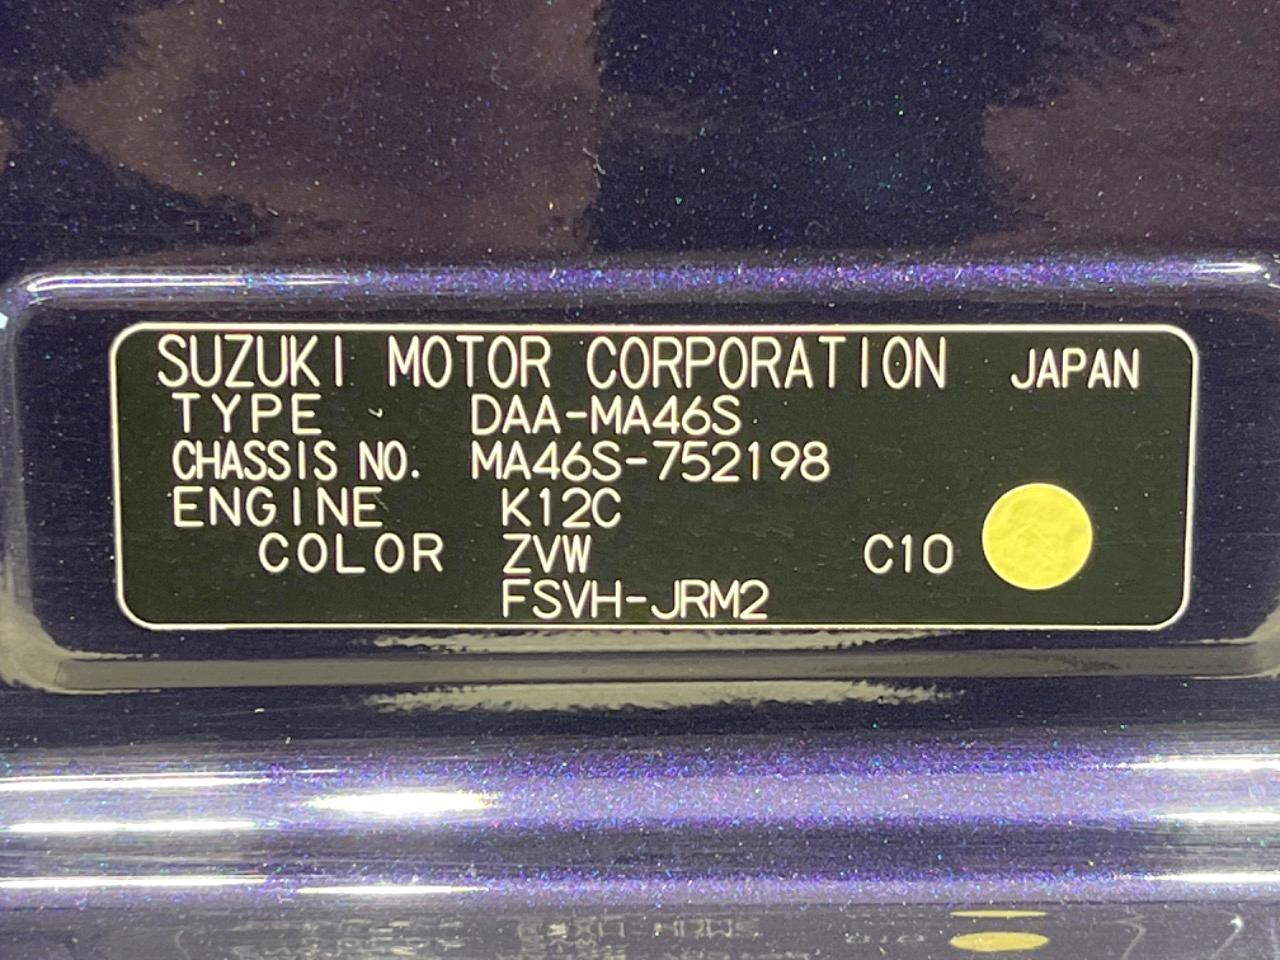 SUZUKI MOTOR CORPORATION JAPAN
TYPE DAA-MA46S
CHASSIS NO. MA46S-752198
ENGINE K12C
COLOR ZVW C10
FSVH-JRM2